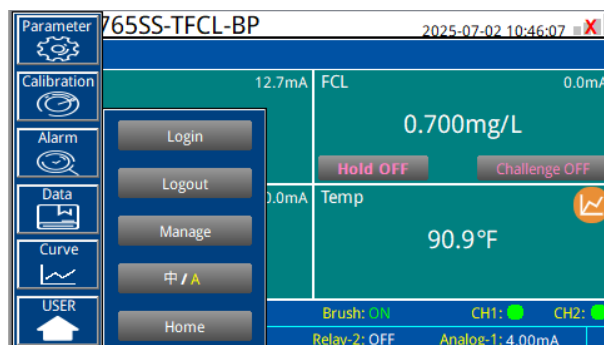 Parameter
765SS-TFCL-BP
2025-07-02 10:46:07
Calibration
Alarm
Data
Curve
USER
Login
Logout
Manage
中/A
Home
12.7mA
FCL
0.0mA
0.700mg/L
Hold OFF
Challenge OFF
0.0mA
Temp
90.9°F
Brush: ON
CH1:
CH2:
Relay-2: OFF
Analog-1: 4.00mA